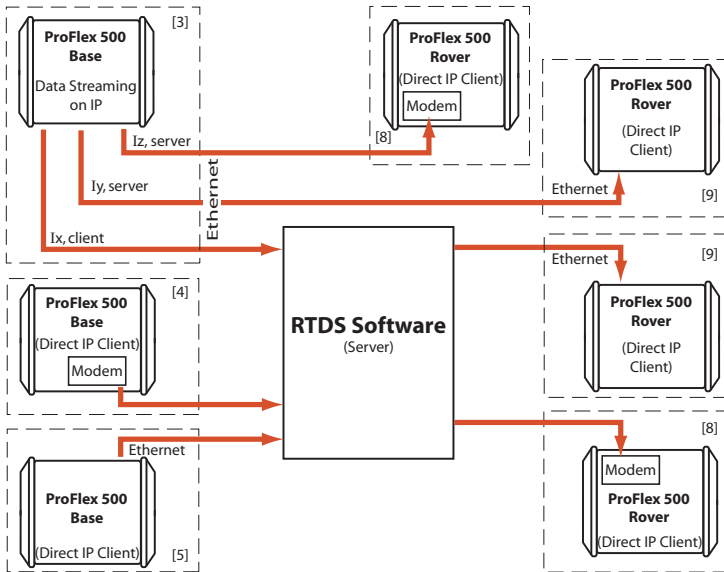 [3]
ProFlex 500
Base
Data Streaming
on IP
Iz, server
Iy, server
Ix, client
Ethernet
ProFlex 500
Rover
(Direct IP Client)
Modem
[8]
ProFlex 500
Rover
(Direct IP
Client)
Ethernet
[9]
[4]
ProFlex 500
Base
(Direct IP Client)
Modem
RTDS Software
(Server)
Ethernet
[9]
ProFlex 500
Rover
(Direct IP
Client)
Ethernet
ProFlex 500
Base
(Direct IP Client)
[5]
[8]
Modem
ProFlex 500
Rover
(Direct IP Client)